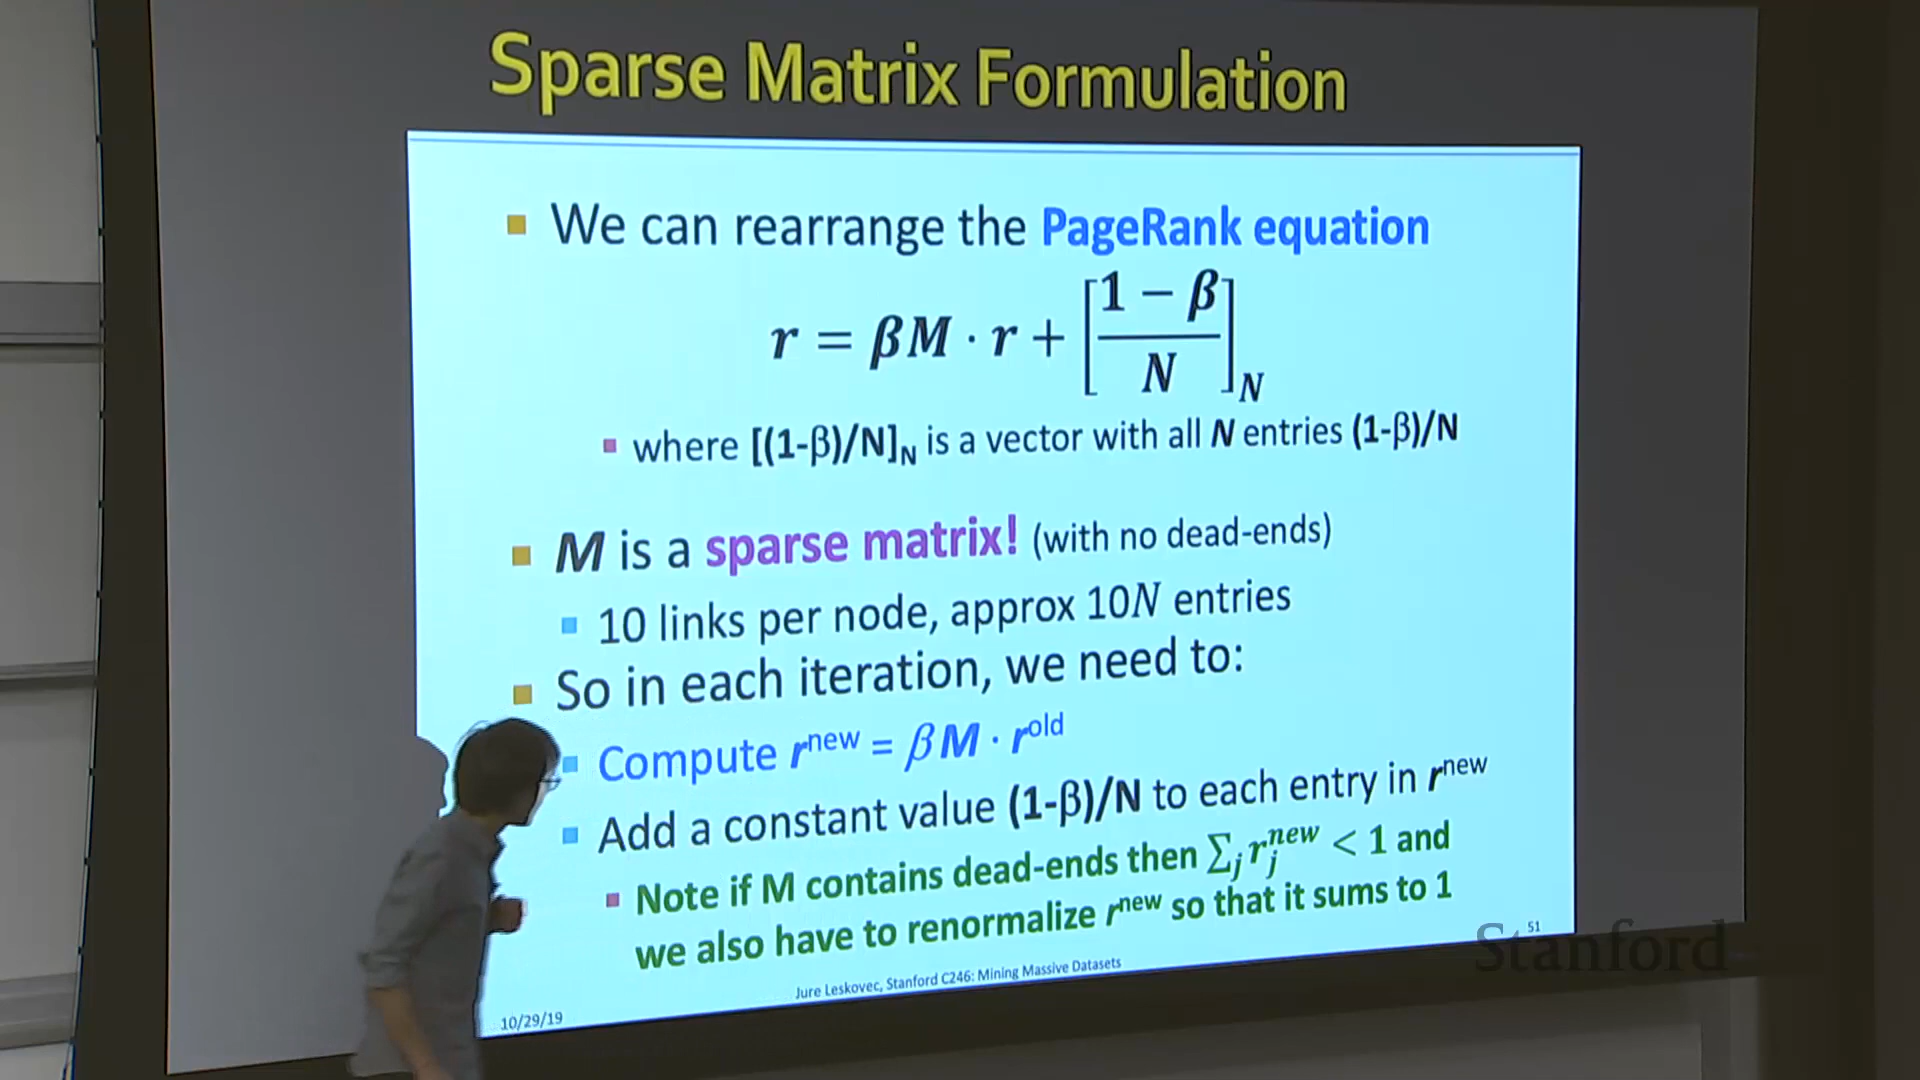 Sparse Matrix Formulation
We can rearrange the PageRank equation
r = βM · r + [1 − β / N]_N
where [(1-β)/N]_N is a vector with all N entries (1-β)/N
M is a sparse matrix! (with no dead-ends)
10 links per node, approx 10N entries
So in each iteration, we need to:
Compute r^new = βM · r^old
Add a constant value (1-β)/N to each entry in r^new
Note if M contains dead-ends then ∑_j r_j^new < 1 and
we also have to renormalize r^new so that it sums to 1
51
Stanford
Jure Leskovec, Stanford C246: Mining Massive Datasets
10/29/19